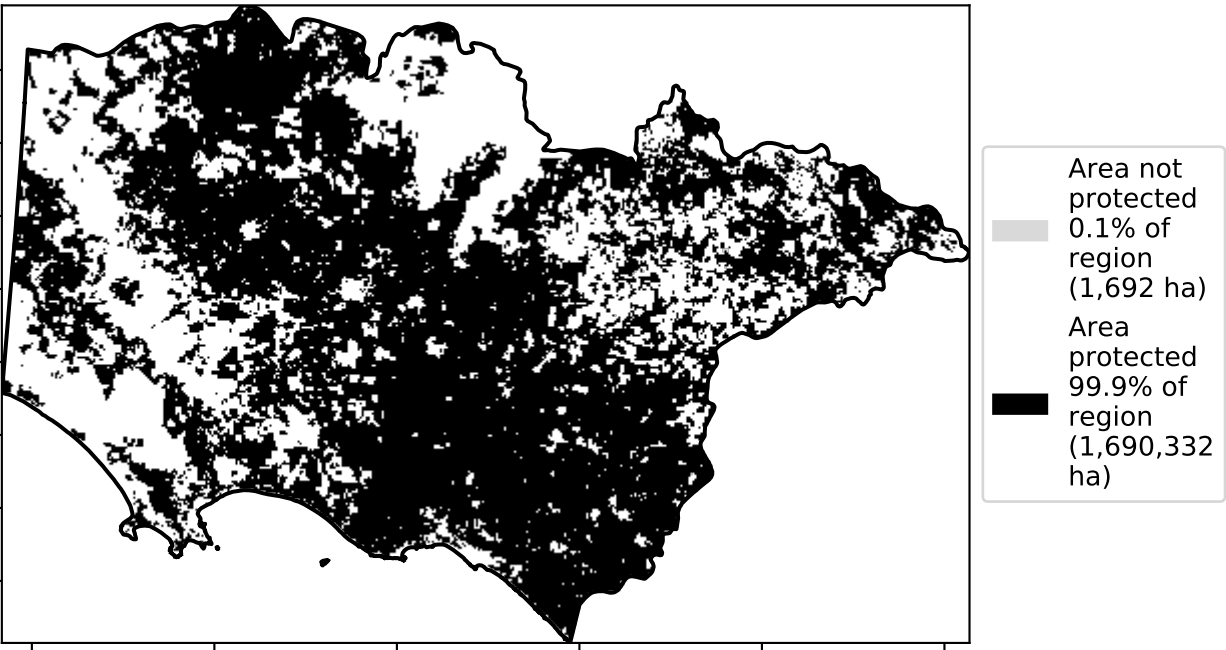 Area not
protected
0.1% of
region
(1,692 ha)
Area
protected
99.9% of
region
(1,690,332
ha)